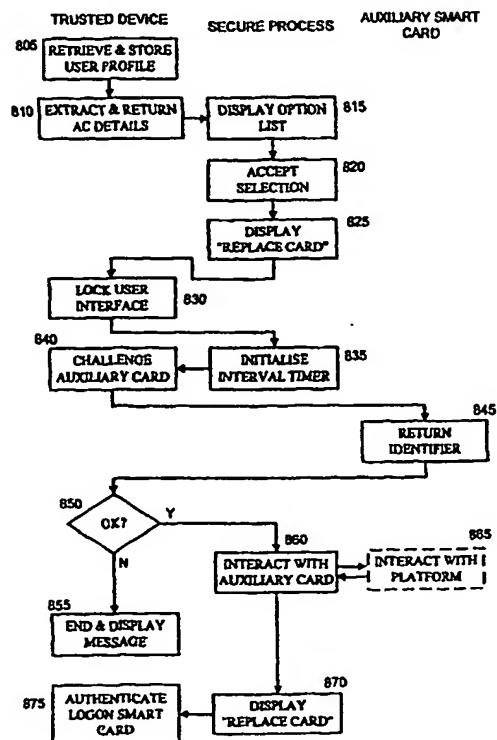 TRUSTED DEVICE
SECURE PROCESS
AUXILIARY SMART
CARD
805
RETRIEVE & STORE
USER PROFILE
810
EXTRACT & RETURN
AC DETAILS
DISPLAY OPTION
LIST
815
ACCEPT
SELECTION
820
DISPLAY
"REPLACE CARD"
825
LOCK USER
INTERFACE
830
840
CHALLENGE
AUXILIARY CARD
INITIALISE
INTERVAL TIMER
835
845
RETURN
IDENTIFIER
850
OK?
Y
N
860
INTERACT WITH
AUXILIARY CARD
865
INTERACT WITH
PLATFORM
855
END & DISPLAY
MESSAGE
870
875
AUTHENTICATE
LOGON SMART
CARD
DISPLAY
"REPLACE CARD"